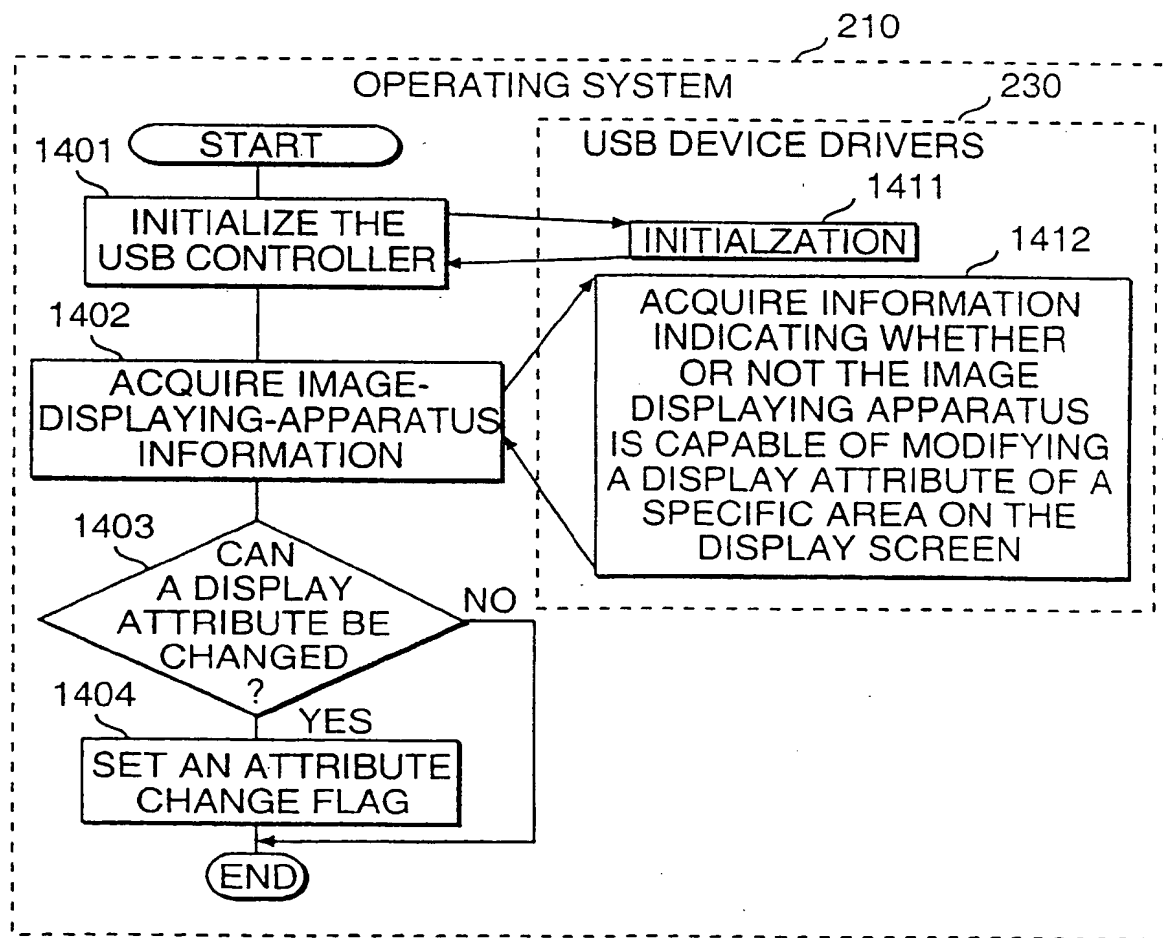 210
OPERATING SYSTEM
230
START
USB DEVICE DRIVERS
1401
INITIALIZE THE
USB CONTROLLER
1411
INITIALZATION
1402
ACQUIRE IMAGE-
DISPLAYING-APPARATUS
INFORMATION
1412
ACQUIRE INFORMATION
INDICATING WHETHER
OR NOT THE IMAGE
DISPLAYING APPARATUS
IS CAPABLE OF MODIFYING
A DISPLAY ATTRIBUTE OF A
SPECIFIC AREA ON THE
DISPLAY SCREEN
1403
CAN
A DISPLAY
ATTRIBUTE BE
CHANGED
?
NO
YES
1404
SET AN ATTRIBUTE
CHANGE FLAG
END